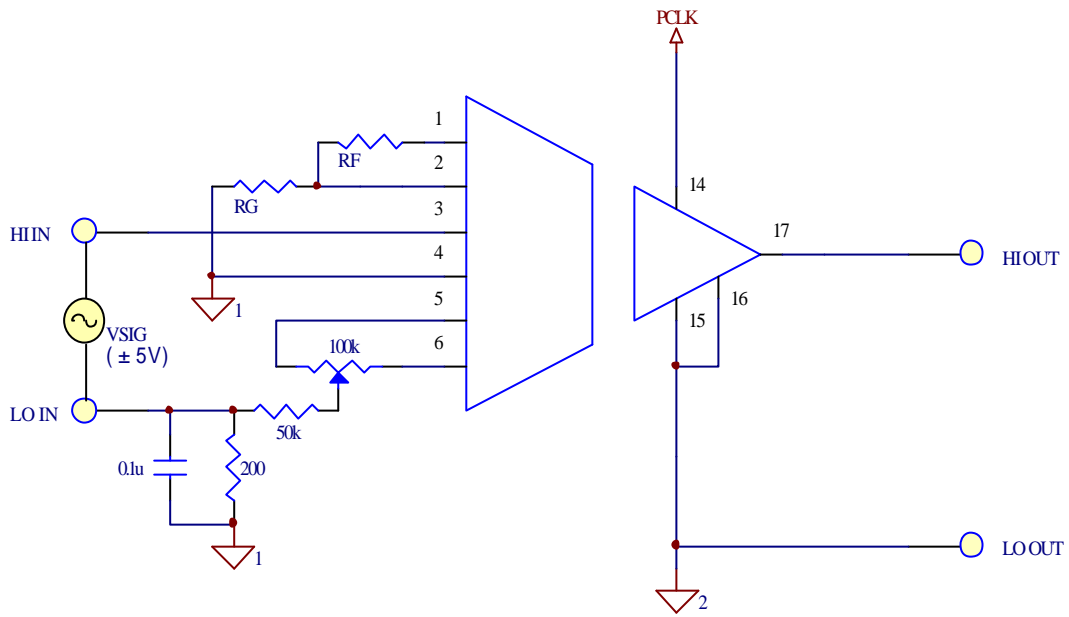 PCLK
1
RF
2
14
RG
3
17
HI IN
HI OUT
4
16
1
5
15
VSIG
( ± 5V)
100k
6
LO IN
50k
0.1u
200
1
LO OUT
2